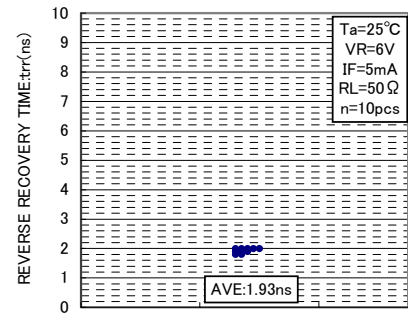 REVERSE RECOVERY TIME:trr(ns)
10
9
8
7
6
5
4
3
2
1
0
Ta=25℃
VR=6V
IF=5mA
RL=50Ω
n=10pcs
AVE:1.93ns